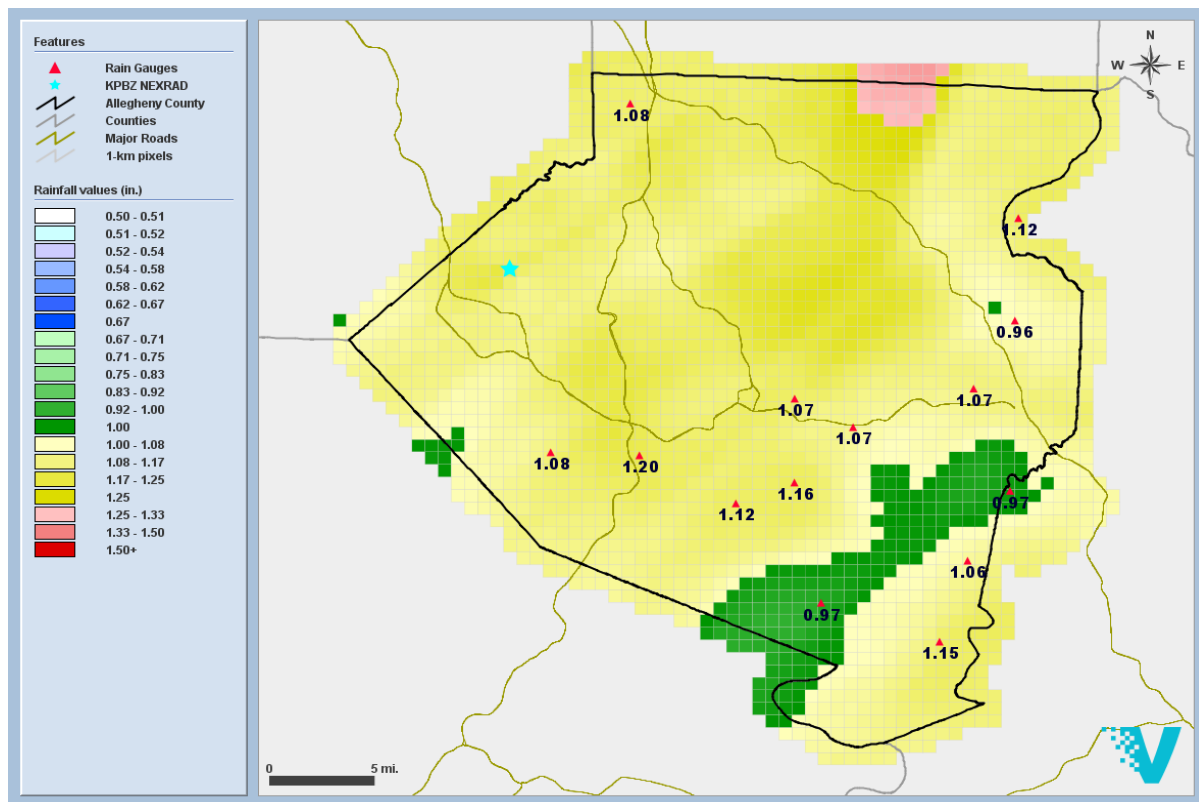 Features
Rain Gauges
KPBZ NEXRAD
Allegheny County
Counties
Major Roads
1-km pixels
Rainfall values (in.)
0.50 - 0.51
0.51 - 0.52
0.52 - 0.54
0.54 - 0.58
0.58 - 0.62
0.62 - 0.67
0.67
0.67 - 0.71
0.71 - 0.75
0.75 - 0.83
0.83 - 0.92
0.92 - 1.00
1.00
1.00 - 1.08
1.08 - 1.17
1.17 - 1.25
1.25
1.25 - 1.33
1.33 - 1.50
1.50+
N
W E
S
1.08
1.12
0.96
1.07
1.07
1.07
1.08
1.20
1.16
1.12
0.97
1.06
0.97
1.15
0 5 mi.
V